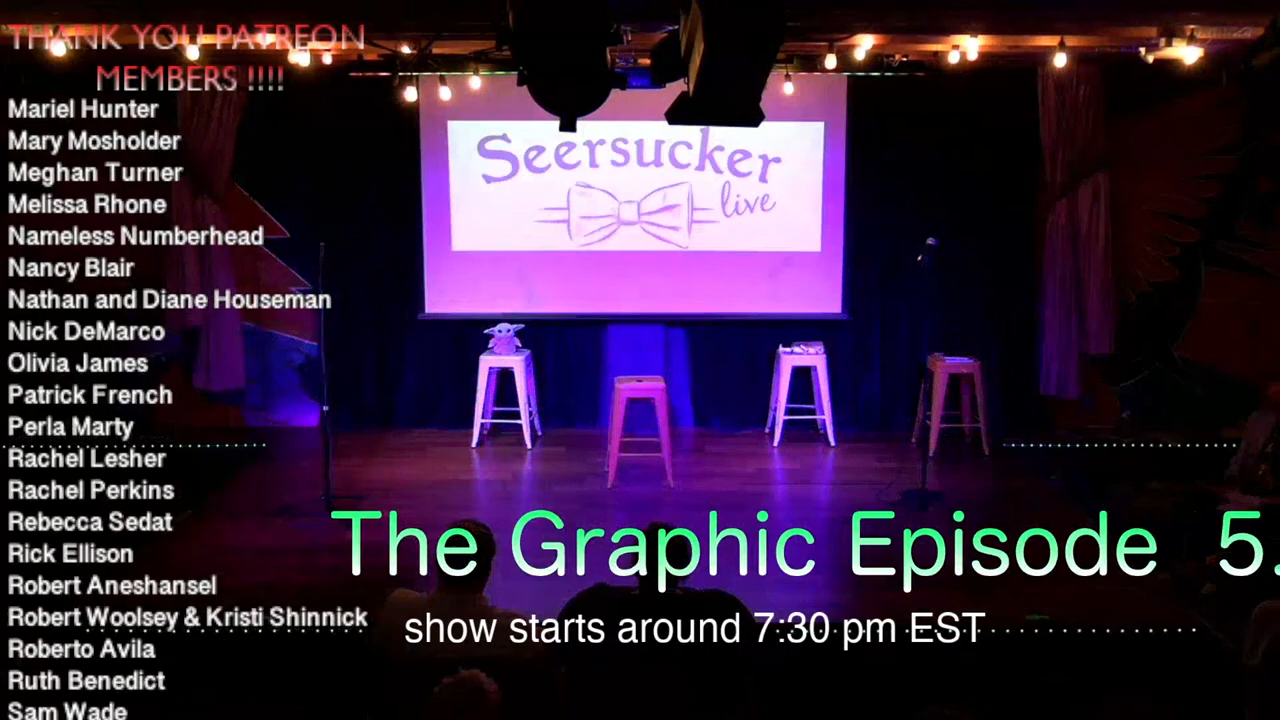 THANK YOU PATREON
MEMBERS !!!!
Mariel Hunter
Mary Mosholder
Meghan Turner
Melissa Rhone
Nameless Numberhead
Nancy Blair
Nathan and Diane Houseman
Nick DeMarco
Olivia James
Patrick French
Perla Marty
Rachel Lesher
Rachel Perkins
Rebecca Sedat
Rick Ellison
Robert Aneshansel
Robert Woolsey & Kristi Shinnick
Roberto Avila
Ruth Benedict
Sam Wade
Seersucker
live
The Graphic Episode 5.
show starts around 7:30 pm EST